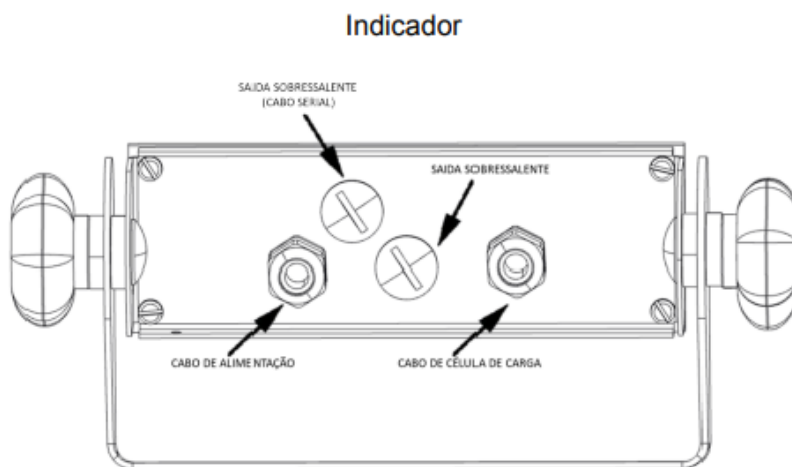 Indicador
SAIDA SOBRESSALENTE
(CABO SERIAL)
SAIDA SOBRESSALENTE
CABO DE ALIMENTAÇÃO
CABO DE CÉLULA DE CARGA